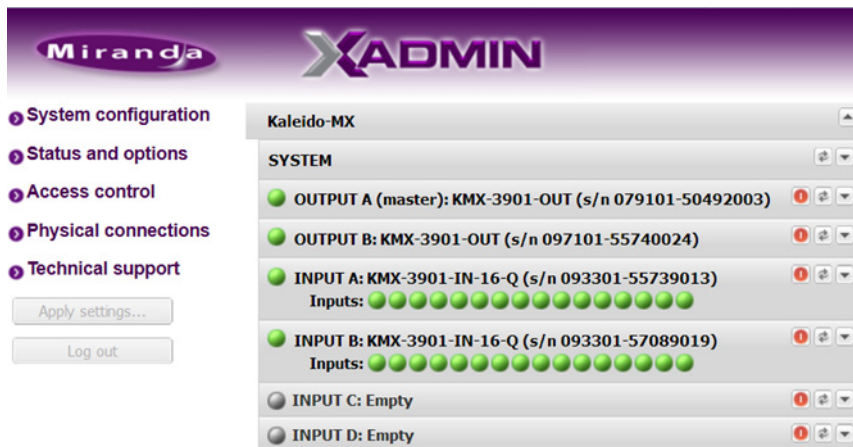 Miranda
XADMIN
System configuration
Status and options
Access control
Physical connections
Technical support
Apply settings...
Log out
Kaleido-MX
SYSTEM
OUTPUT A (master): KMX-3901-OUT (s/n 079101-50492003)
OUTPUT B: KMX-3901-OUT (s/n 097101-55740024)
INPUT A: KMX-3901-IN-16-Q (s/n 093301-55739013)
Inputs:
INPUT B: KMX-3901-IN-16-Q (s/n 093301-57089019)
Inputs:
INPUT C: Empty
INPUT D: Empty